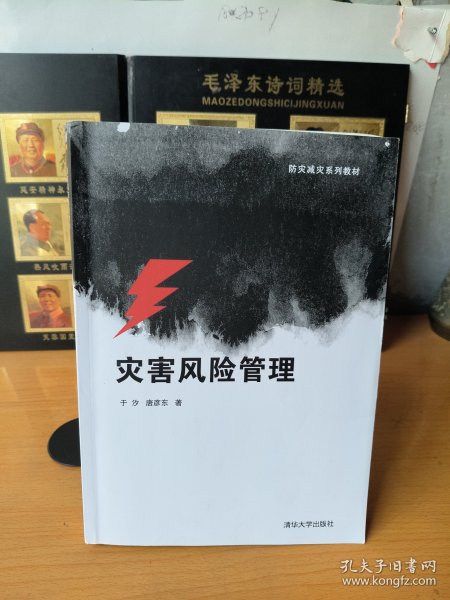 毛泽东诗词精选
MAOZEDONGSHICIJINGXUAN
防灾减灾系列教材
灾害风险管理
于 汐 唐彦东 著
清华大学出版社
孔夫子旧书网
www.kongfz.com